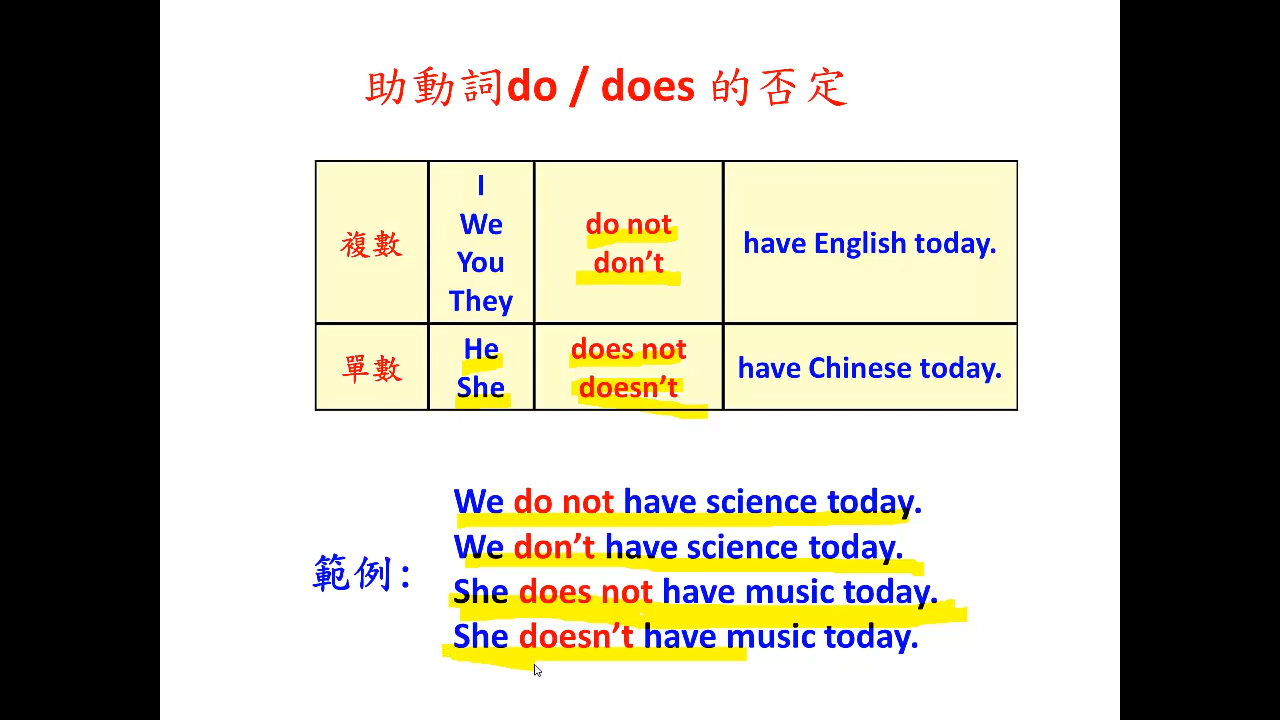 助動詞do / does 的否定
複數
I
We
You
They
do not
don't
have English today.
單數
He
She
does not
doesn't
have Chinese today.
範例:
We do not have science today.
We don't have science today.
She does not have music today.
She doesn't have music today.